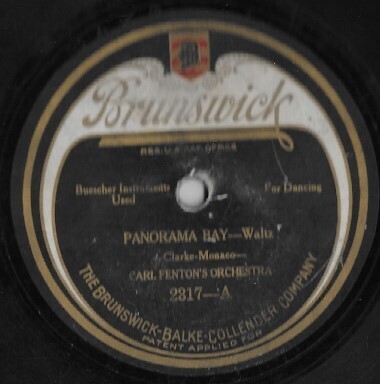 B
Brunswick
REG. U.S. PAT. OFFICE
Buescher Instruments
Used
For Dancing
PANORAMA BAY—Waltz
-Clarke-Monaco-
CARL FENTON'S ORCHESTRA
2317—A
THE BRUNSWICK-BALKE-COLLENDER COMPANY
PATENT APPLIED FOR